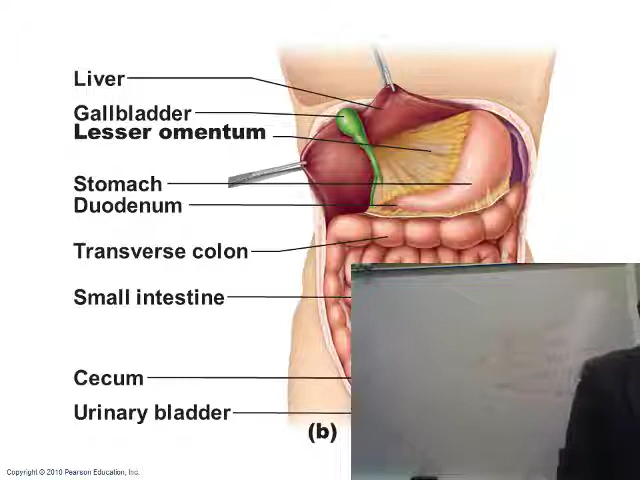 Liver
Gallbladder
Lesser omentum
Stomach
Duodenum
Transverse colon
Small intestine
Cecum
Urinary bladder
(b)
Copyright © 2010 Pearson Education, Inc.